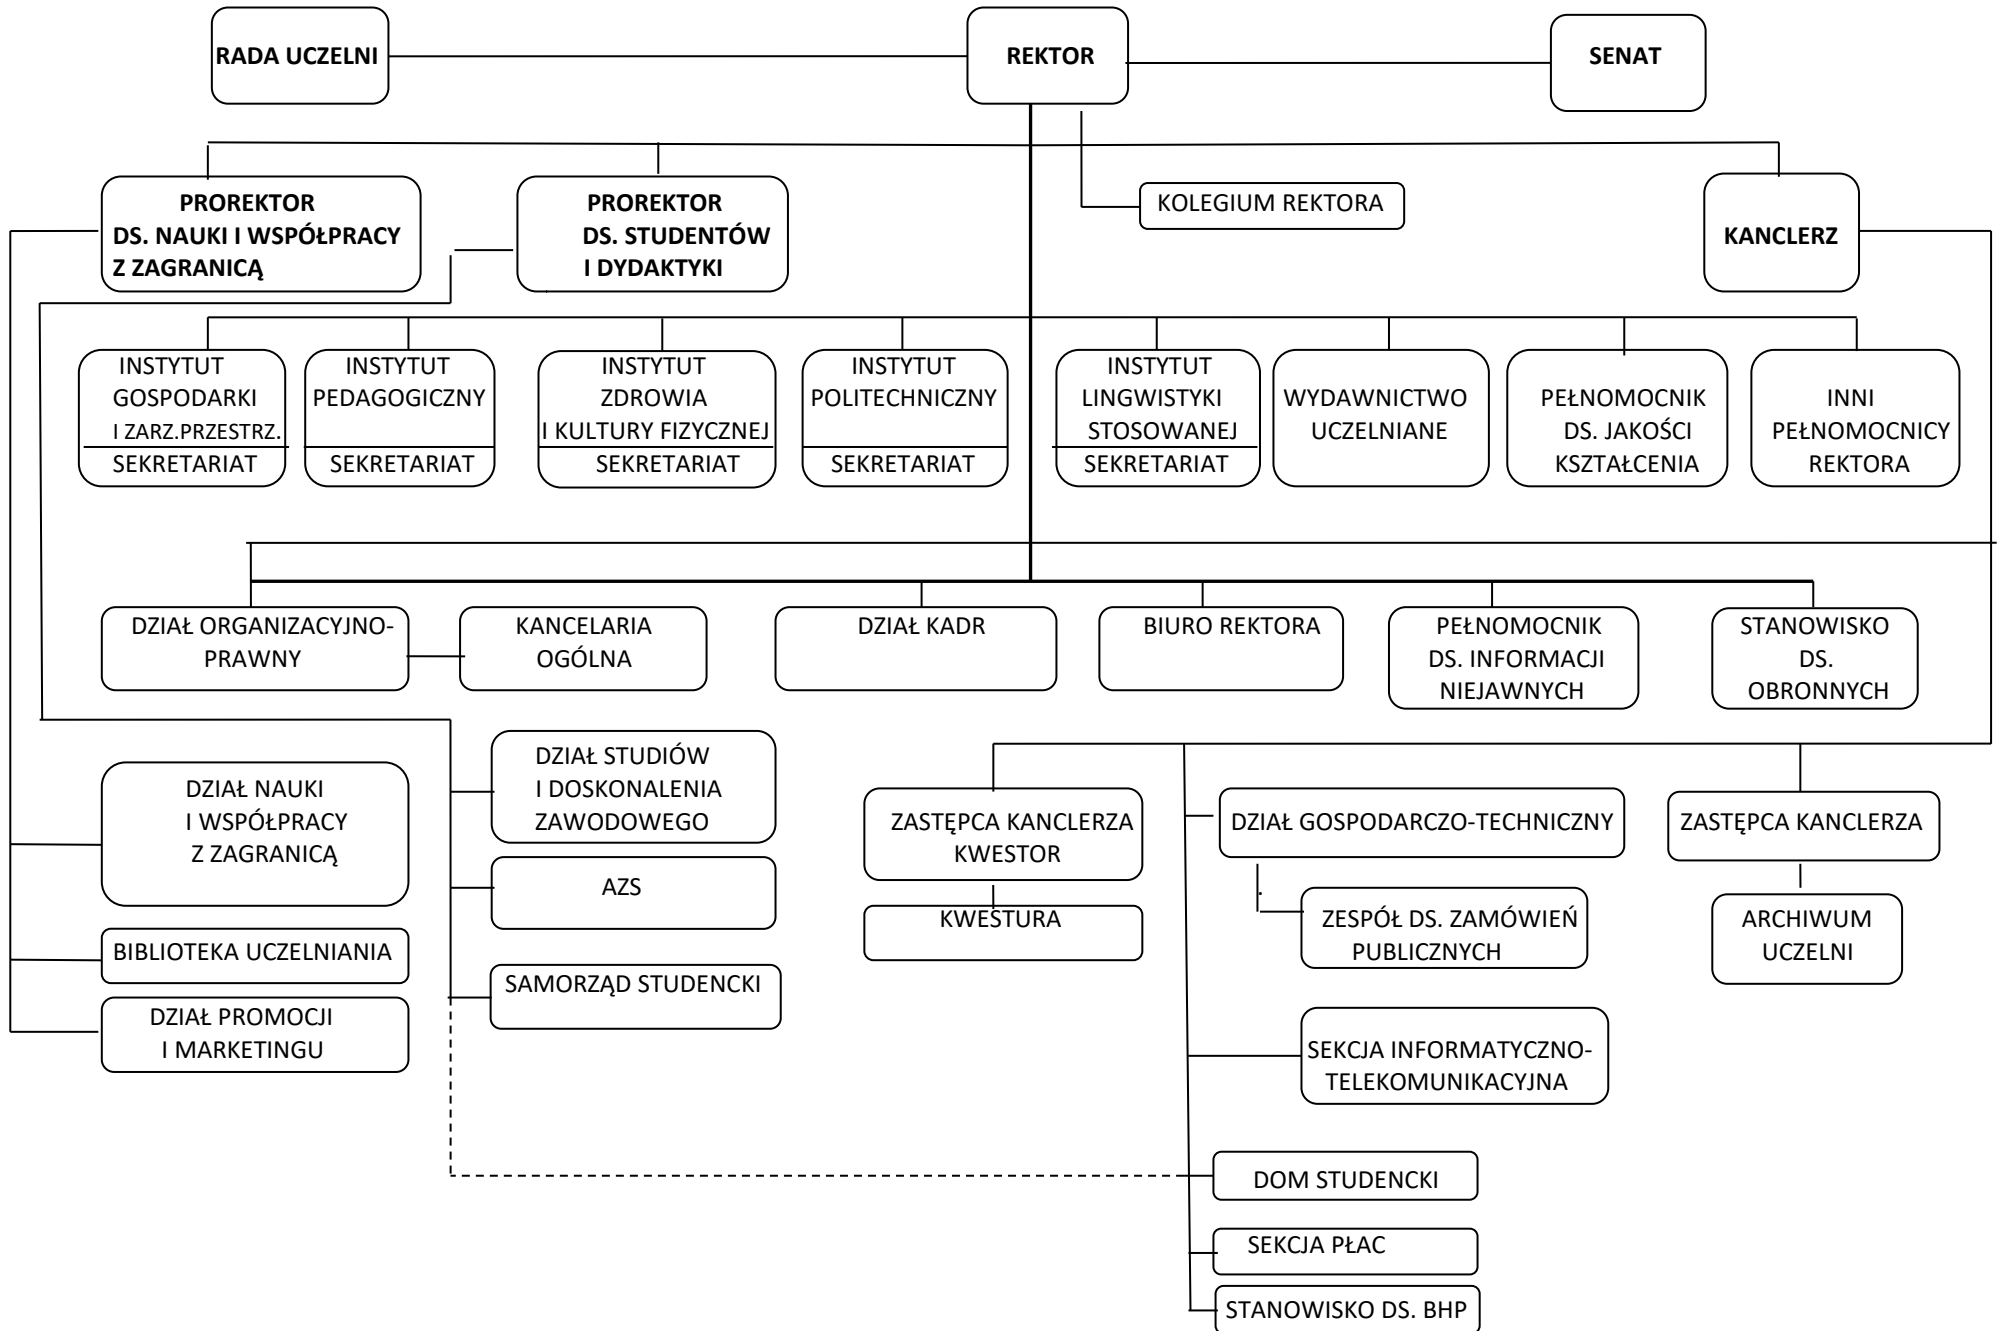 RADA UCZELNI
REKTOR
SENAT
PROREKTOR
DS. NAUKI I WSPÓŁPRACY
Z ZAGRANICĄ
PROREKTOR
DS. STUDENTÓW
I DYDAKTYKI
KOLEGIUM REKTORA
KANCLERZ
INSTYTUT
GOSPODARKI
I ZARZ.PRZESTRZ.
SEKRETARIAT
INSTYTUT
PEDAGOGICZNY
SEKRETARIAT
INSTYTUT
ZDROWIA
I KULTURY FIZYCZNEJ
SEKRETARIAT
INSTYTUT
POLITECHNICZNY
SEKRETARIAT
INSTYTUT
LINGWISTYKI
STOSOWANEJ
SEKRETARIAT
WYDAWNICTWO
UCZELNIANE
PEŁNOMOCNIK
DS. JAKOŚCI
KSZTAŁCENIA
INNI
PEŁNOMOCNICY
REKTORA
DZIAŁ ORGANIZACYJNO-
PRAWNY
KANCELARIA
OGÓLNA
DZIAŁ KADR
BIURO REKTORA
PEŁNOMOCNIK
DS. INFORMACJI
NIEJAWNYCH
STANOWISKO
DS.
OBRONNYCH
DZIAŁ NAUKI
I WSPÓŁPRACY
Z ZAGRANICĄ
BIBLIOTEKA UCZELNIANIA
DZIAŁ PROMOCJI
I MARKETINGU
DZIAŁ STUDIÓW
I DOSKONALENIA
ZAWODOWEGO
AZS
SAMORZĄD STUDENCKI
ZASTĘPCA KANCLERZA
KWESTOR
KWESTURA
DZIAŁ GOSPODARCZO-TECHNICZNY
ZESPÓŁ DS. ZAMÓWIEŃ
PUBLICZNYCH
ZASTĘPCA KANCLERZA
ARCHIWUM
UCZELNI
SEKCJA INFORMATYCZNO-
TELEKOMUNIKACYJNA
DOM STUDENCKI
SEKCJA PŁAC
STANOWISKO DS. BHP